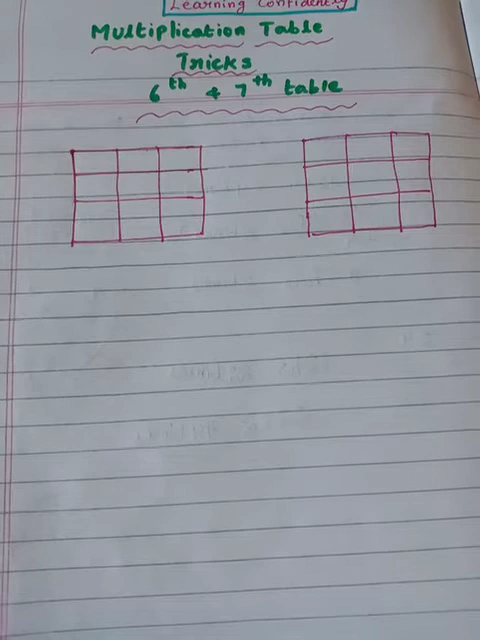 Learning Confidently
Multiplication Table
Tricks
6th & 7th table